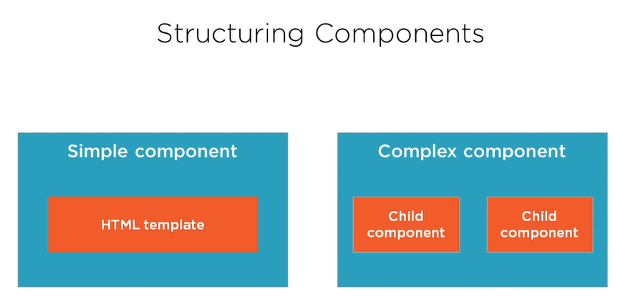 Structuring Components
Simple component
HTML template
Complex component
Child
component
Child
component